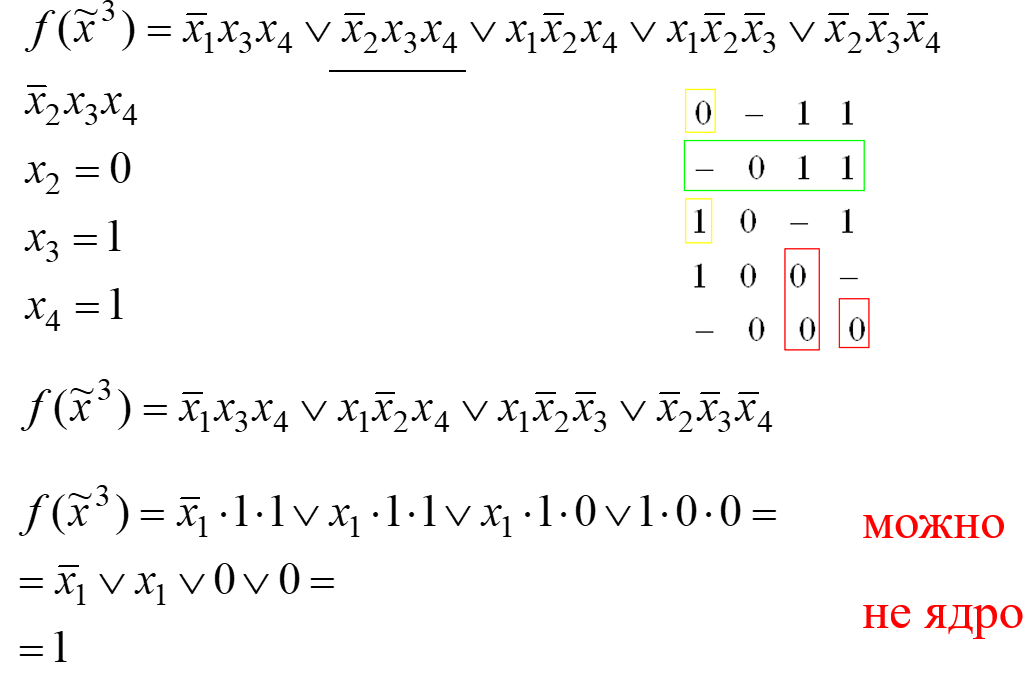 f(x̃³) = x̄₁x₃x₄ ∨ x̄₂x₃x₄ ∨ x₁x̄₂x₄ ∨ x₁x̄₂x̄₃ ∨ x̄₂x̄₃x̄₄
x̄₂x₃x₄
x₂ = 0
x₃ = 1
x₄ = 1
0 – 1 1
– 0 1 1
1 0 – 1
1 0 0 –
– 0 0 0
f(x̃³) = x̄₁x₃x₄ ∨ x₁x̄₂x₄ ∨ x₁x̄₂x̄₃ ∨ x̄₂x̄₃x̄₄
f(x̃³) = x̄₁·1·1 ∨ x₁·1·1 ∨ x₁·1·0 ∨ 1·0·0 =
= x̄₁ ∨ x₁ ∨ 0 ∨ 0 =
= 1
можно
не ядро